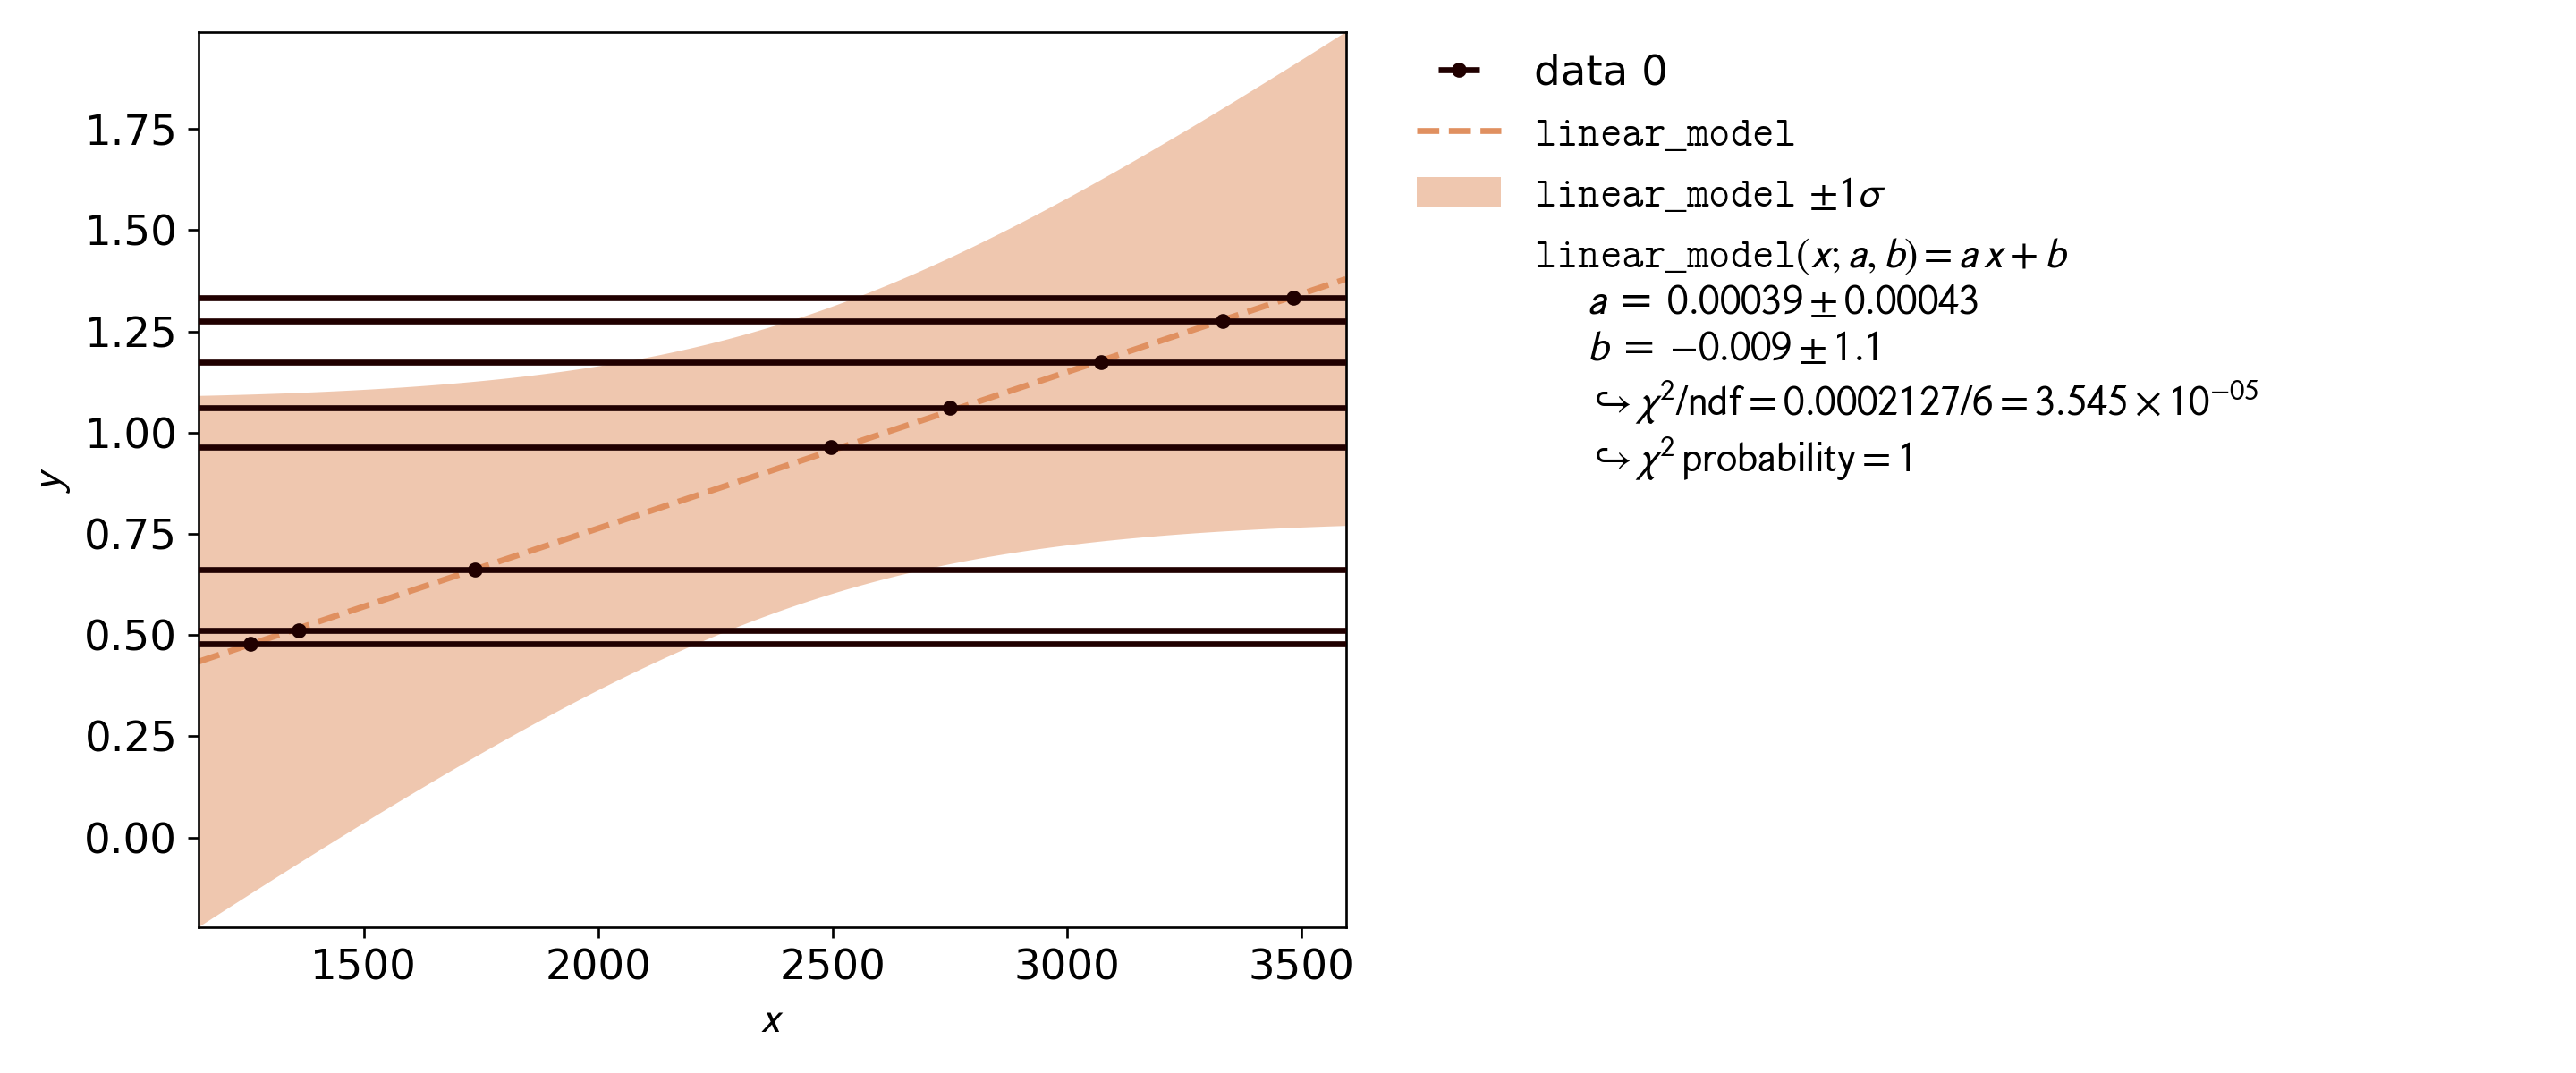 1.75
1.50
1.25
1.00
0.75
0.50
0.25
0.00
y
1500 2000 2500 3000 3500
x
data 0
linear_model
linear_model ±1σ
linear_model(x; a, b) = a x + b
a = 0.00039 ± 0.00043
b = −0.009 ± 1.1
↪ χ²/ndf = 0.0002127/6 = 3.545 × 10⁻⁰⁵
↪ χ² probability = 1